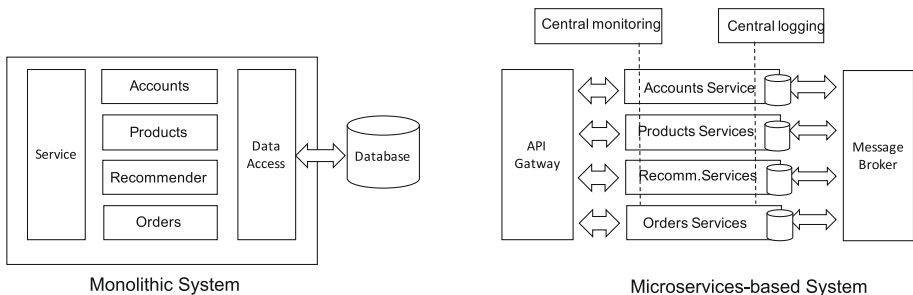 Accounts
Products
Recommender
Orders
Service
Data
Access
Database
Monolithic System
Central monitoring
Central logging
API
Gatway
Accounts Service
Products Services
Recomm.Services
Orders Services
Message
Broker
Microservices-based System